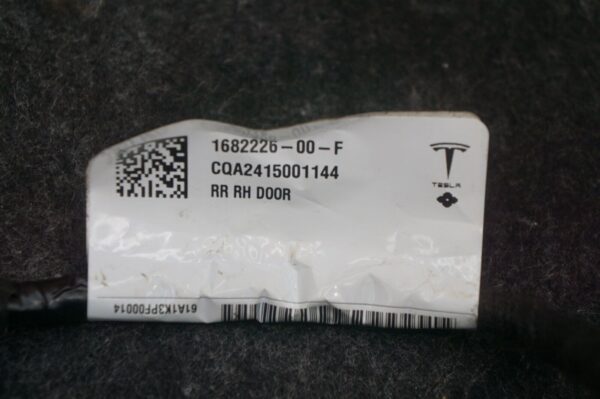 1682226-00-F
CQA2415001144
RR RH DOOR
TESLA
61A1K3PF00014